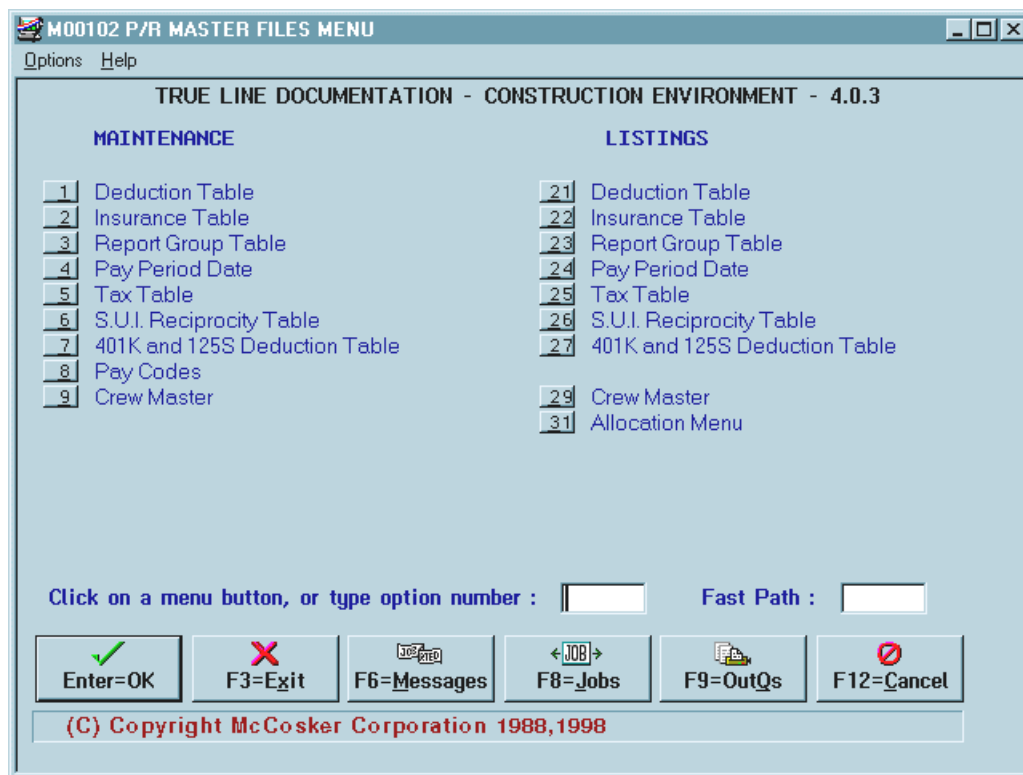 M00102 P/R MASTER FILES MENU
Options Help
TRUE LINE DOCUMENTATION - CONSTRUCTION ENVIRONMENT - 4.0.3
MAINTENANCE
1 Deduction Table
2 Insurance Table
3 Report Group Table
4 Pay Period Date
5 Tax Table
6 S.U.I. Reciprocity Table
7 401K and 125S Deduction Table
8 Pay Codes
9 Crew Master
LISTINGS
21 Deduction Table
22 Insurance Table
23 Report Group Table
24 Pay Period Date
25 Tax Table
26 S.U.I. Reciprocity Table
27 401K and 125S Deduction Table
29 Crew Master
31 Allocation Menu
Click on a menu button, or type option number : Fast Path :
JOB
Enter=OK F3=Exit F6=Messages F8=Jobs F9=OutQs F12=Cancel
(C) Copyright McCosker Corporation 1988,1998